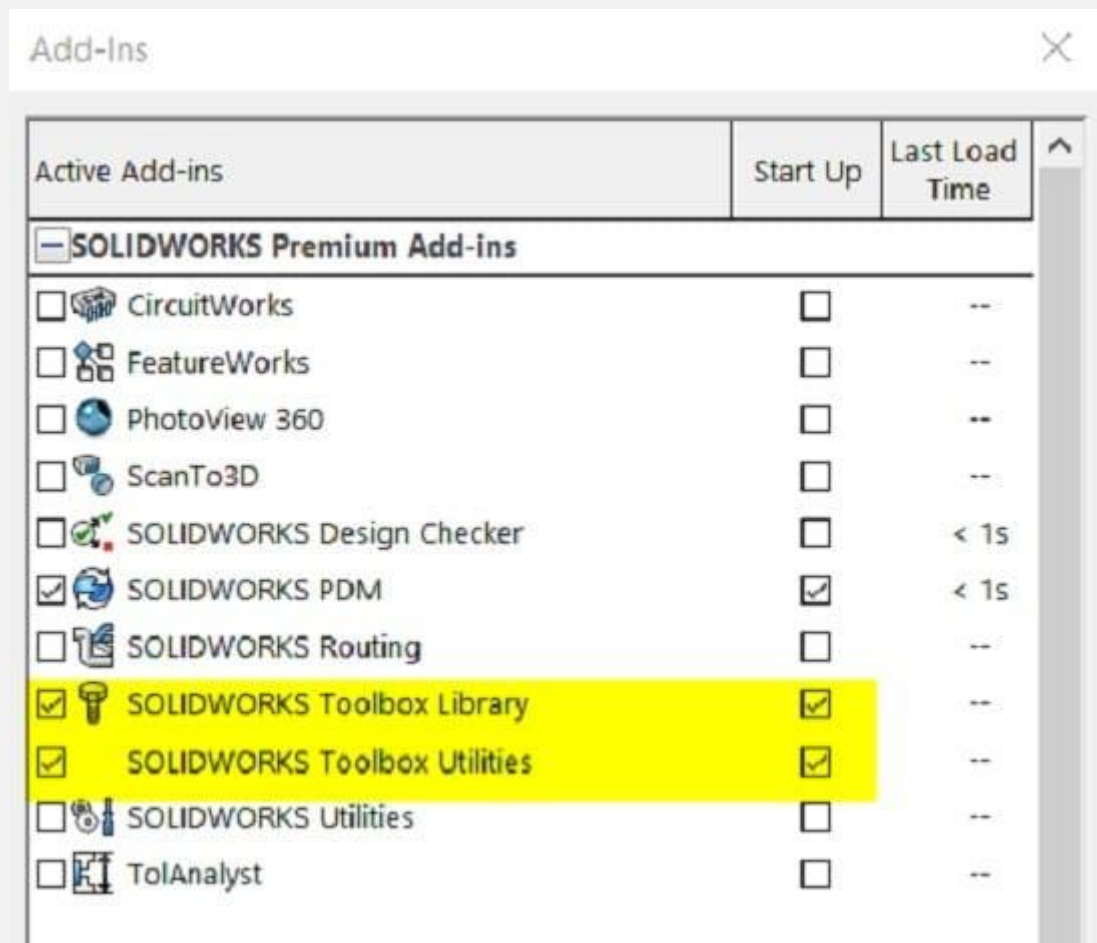 Add-Ins
Active Add-ins Start Up Last Load Time
SOLIDWORKS Premium Add-ins
CircuitWorks --
FeatureWorks --
PhotoView 360 --
ScanTo3D --
SOLIDWORKS Design Checker < 1s
SOLIDWORKS PDM < 1s
SOLIDWORKS Routing --
SOLIDWORKS Toolbox Library --
SOLIDWORKS Toolbox Utilities --
SOLIDWORKS Utilities --
TolAnalyst --